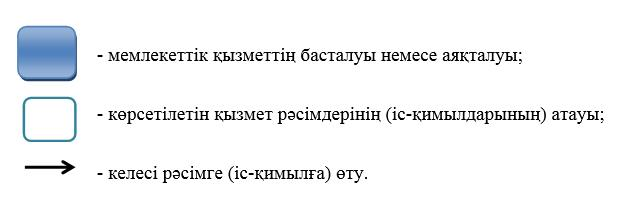 - мемлекеттік қызметтің басталуы немесе аяқталуы;
- көрсетілетін қызмет рәсімдерінің (іс-қимылдарының) атауы;
- келесі рәсімге (іс-қимылға) өту.